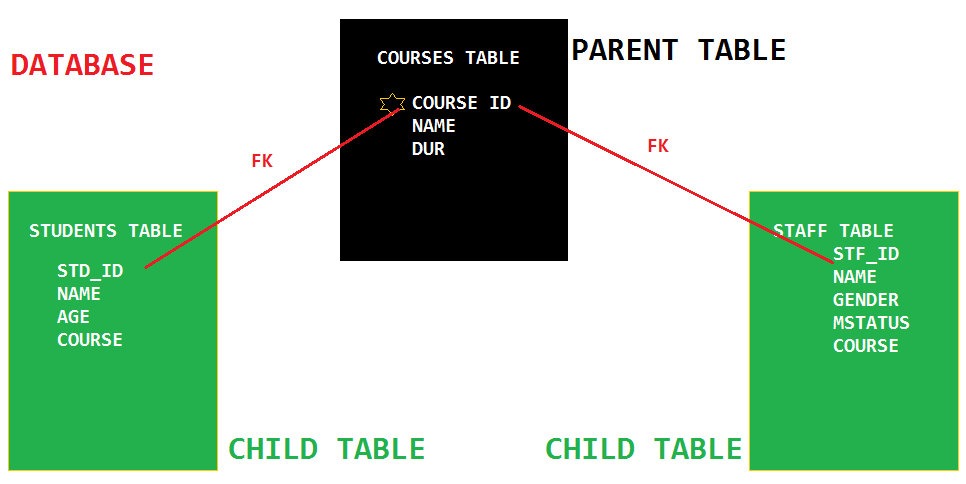 DATABASE
COURSES TABLE
COURSE ID
NAME
DUR
PARENT TABLE
FK
FK
STUDENTS TABLE
STD_ID
NAME
AGE
COURSE
CHILD TABLE
STAFF TABLE
STF_ID
NAME
GENDER
MSTATUS
COURSE
CHILD TABLE